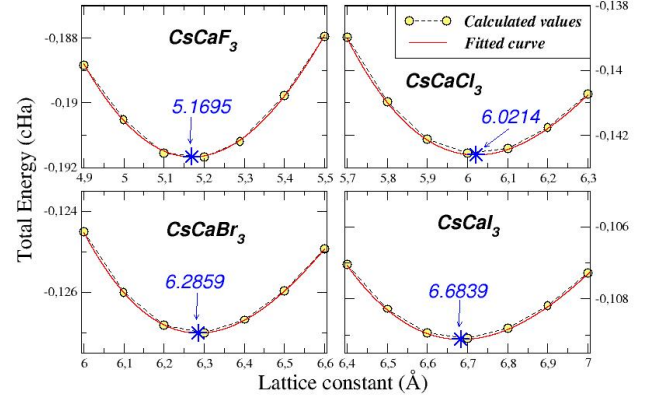 -0,138
-0,188
CsCaF3
Calculated values
Fitted curve
-0,14
CsCaCl3
-0,19
5.1695
6.0214
-0,142
-0,192
4,9 5 5,1 5,2 5,3 5,4 5,5
5,7 5,8 5,9 6 6,1 6,2 6,3
Total Energy (cHa)
-0,124
CsCaBr3
CsCaI3
-0,106
6.2859
6.6839
-0,126
-0,108
6 6,1 6,2 6,3 6,4 6,5 6,6
6,4 6,5 6,6 6,7 6,8 6,9 7
Lattice constant (Å)